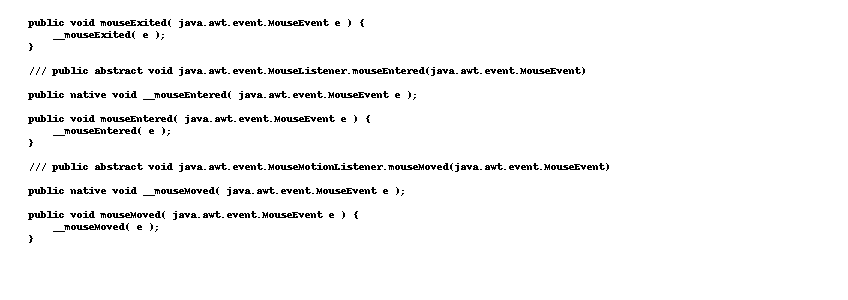 public void mouseExited( java.awt.event.MouseEvent e ) {
    __mouseExited( e );
}
/// public abstract void java.awt.event.MouseListener.mouseEntered(java.awt.event.MouseEvent)
public native void __mouseEntered( java.awt.event.MouseEvent e );
public void mouseEntered( java.awt.event.MouseEvent e ) {
    __mouseEntered( e );
}
/// public abstract void java.awt.event.MouseMotionListener.mouseMoved(java.awt.event.MouseEvent)
public native void __mouseMoved( java.awt.event.MouseEvent e );
public void mouseMoved( java.awt.event.MouseEvent e ) {
    __mouseMoved( e );
}